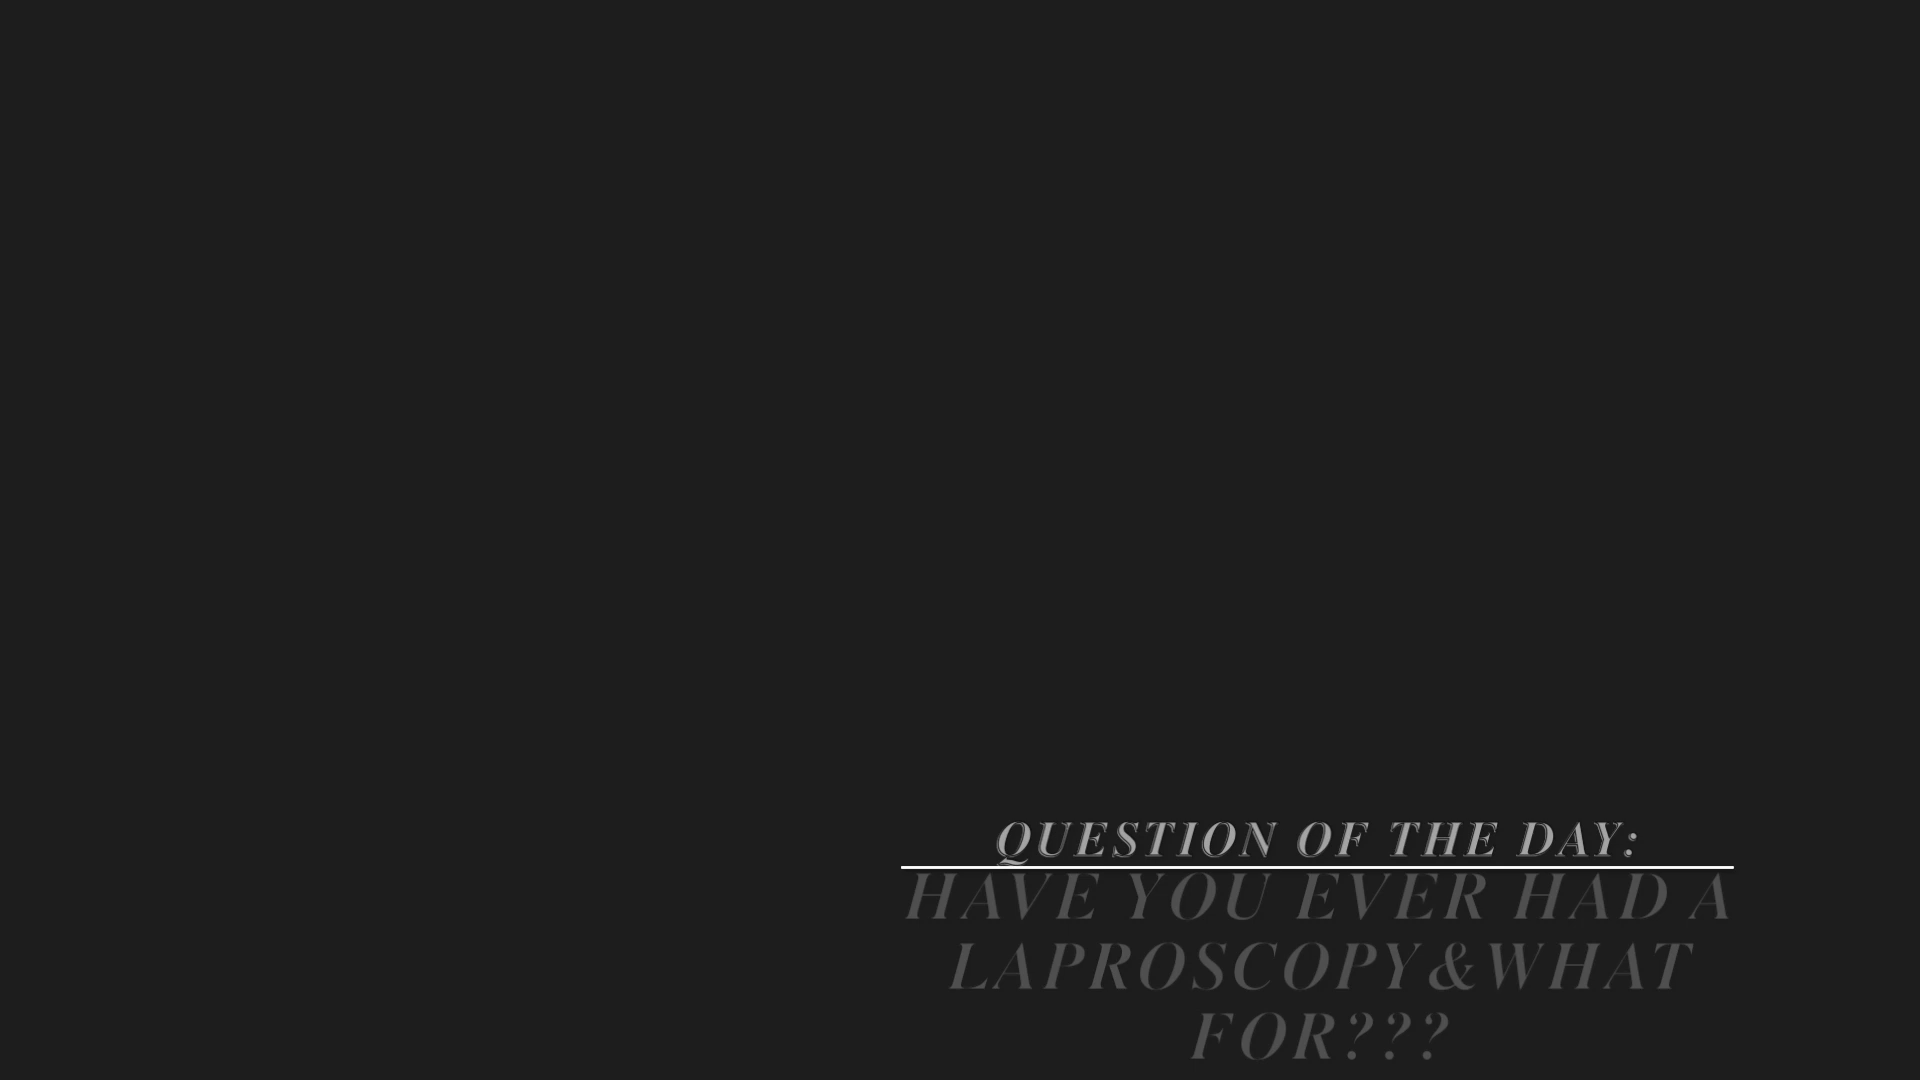 QUESTION OF THE DAY:
HAVE YOU EVER HAD A
LAPROSCOPY&WHAT
FOR???